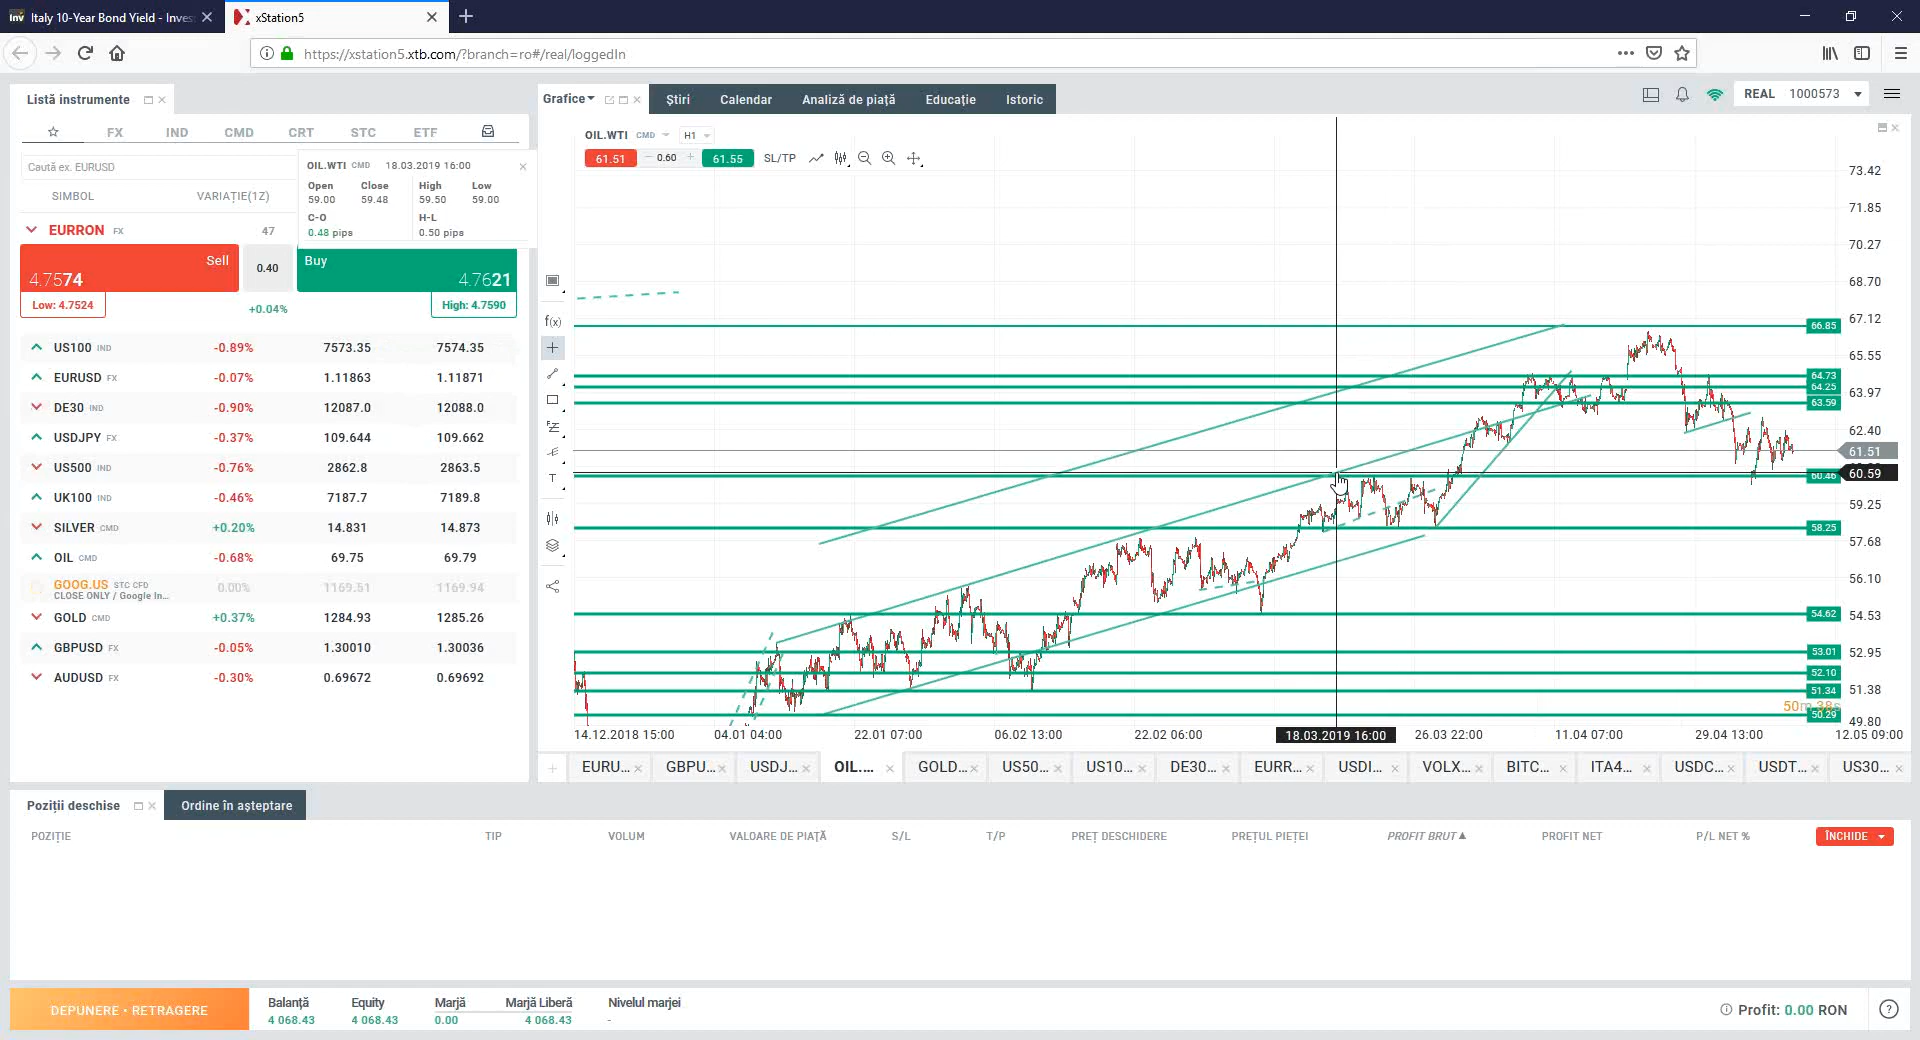 Italy 10-Year Bond Yield - Inves
xStation5
https://xstation5.xtb.com/?branch=ro#/real/loggedIn
Listă instrumente
FX IND CMD CRT STC ETF
Caută ex. EURUSD
SIMBOL VARIAȚIE(1Z)
EURRON FX 47
Sell 4.7574
0.40
Buy 4.7621
Low: 4.7524 +0.04% High: 4.7590
US100 IND -0.89% 7573.35 7574.35
EURUSD FX -0.07% 1.11863 1.11871
DE30 IND -0.90% 12087.0 12088.0
USDJPY FX -0.37% 109.644 109.662
US500 IND -0.76% 2862.8 2863.5
UK100 IND -0.46% 7187.7 7189.8
SILVER CMD +0.20% 14.831 14.873
OIL CMD -0.68% 69.75 69.79
GOOG.US STC CFD 0.00% 1169.51 1169.94
CLOSE ONLY / Google In...
GOLD CMD +0.37% 1284.93 1285.26
GBPUSD FX -0.05% 1.30010 1.30036
AUDUSD FX -0.30% 0.69672 0.69692
OIL.WTI CMD 18.03.2019 16:00
Open Close High Low
59.00 59.48 59.50 59.00
C-O H-L
0.48 pips 0.50 pips
Grafice Știri Calendar Analiză de piață Educație Istoric
REAL 1000573
OIL.WTI CMD H1
61.51 0.60 61.55 SL/TP
f(x)
T
73.42
71.85
70.27
68.70
67.12
66.85
65.55
64.73
64.25
63.97
63.59
62.40
61.51
60.59
60.46
59.25
58.25
57.68
56.10
54.62
54.53
53.01
52.95
52.10
51.38
51.34
50m 38s
50.29
49.80
14.12.2018 15:00 04.01 04:00 22.01 07:00 06.02 13:00 22.02 06:00 18.03.2019 16:00 26.03 22:00 11.04 07:00 29.04 13:00 12.05 09:00
EURU... GBPU... USDJ... OIL.... GOLD... US50... US10... DE30... EURR... USDI... VOLX... BITC... ITA4... USDC... USDT... US30...
Poziții deschise Ordine în așteptare
POZIȚIE TIP VOLUM VALOARE DE PIAȚĂ S/L T/P PREȚ DESCHIDERE PREȚUL PIEȚEI PROFIT BRUT PROFIT NET P/L NET % ÎNCHIDE
DEPUNERE • RETRAGERE
Balanță Equity Marjă Marjă Liberă Nivelul marjei
4 068.43 4 068.43 0.00 4 068.43 -
Profit: 0.00 RON